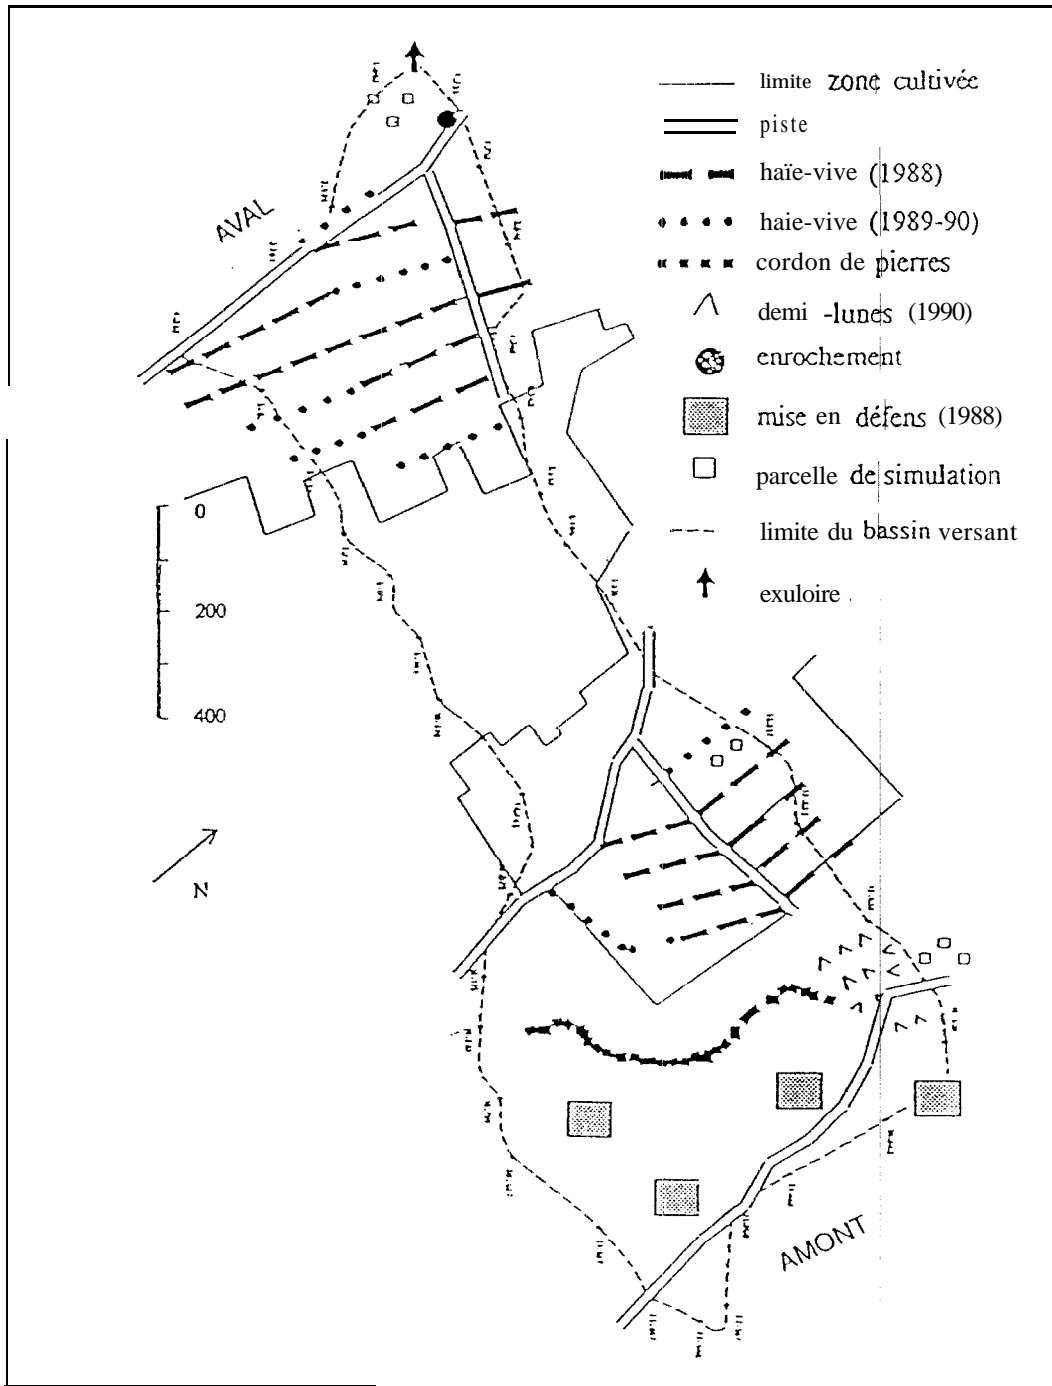 limite zone cultivée
piste
haïe-vive (1988)
haie-vive (1989-90)
cordon de pierres
demi -lunes (1990)
enrochement
mise en défens (1988)
parcelle de simulation
limite du bassin versant
exuloire
AVAL
0
200
400
N
AMONT